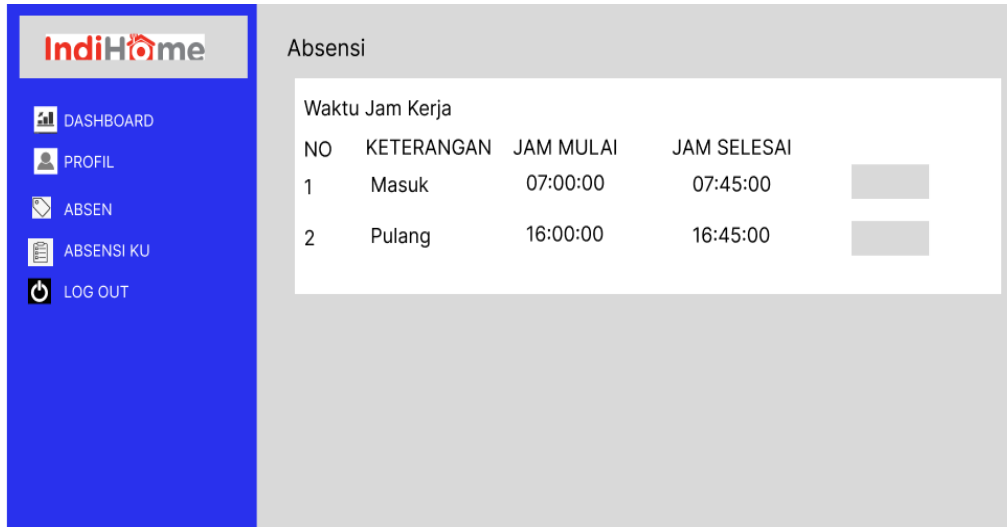 IndiHome
DASHBOARD
PROFIL
ABSEN
ABSENSI KU
LOG OUT
Absensi
Waktu Jam Kerja
NO KETERANGAN JAM MULAI JAM SELESAI
1 Masuk 07:00:00 07:45:00
2 Pulang 16:00:00 16:45:00